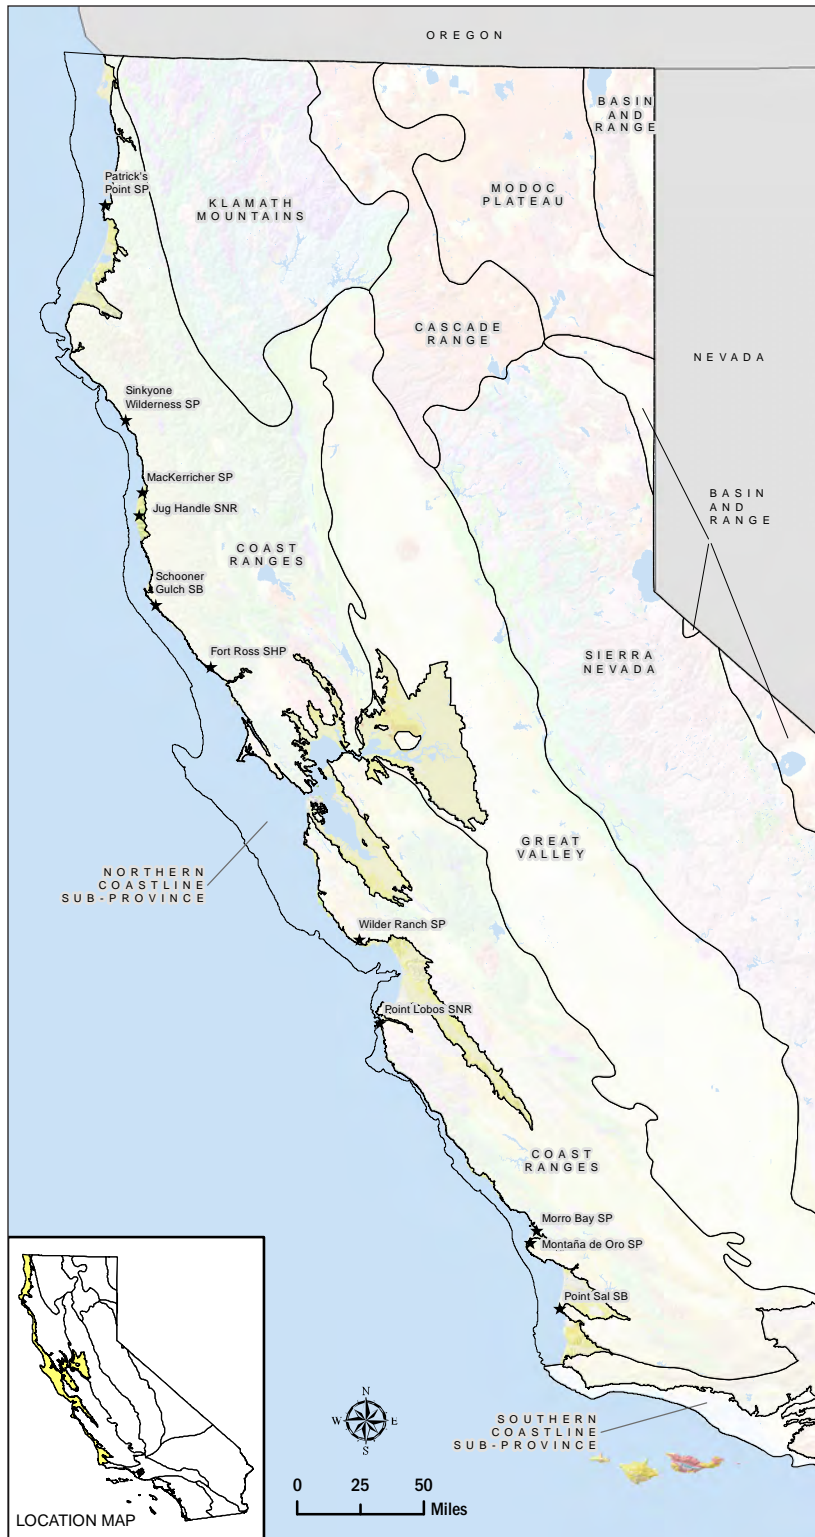 OREGON
BASIN
AND
RANGE
Patrick's
Point SP
KLAMATH
MOUNTAINS
MODOC
PLATEAU
CASCADE
RANGE
NEVADA
Sinkyone
Wilderness SP
MacKerricher SP
Jug Handle SNR
BASIN
AND
RANGE
COAST
RANGES
Schooner
Gulch SB
Fort Ross SHP
SIERRA
NEVADA
GREAT
VALLEY
NORTHERN
COASTLINE
SUB-PROVINCE
Wilder Ranch SP
Point Lobos SNR
COAST
RANGES
Morro Bay SP
Montaña de Oro SP
Point Sal SB
SOUTHERN
COASTLINE
SUB-PROVINCE
N
W E
S
0 25 50
Miles
LOCATION MAP